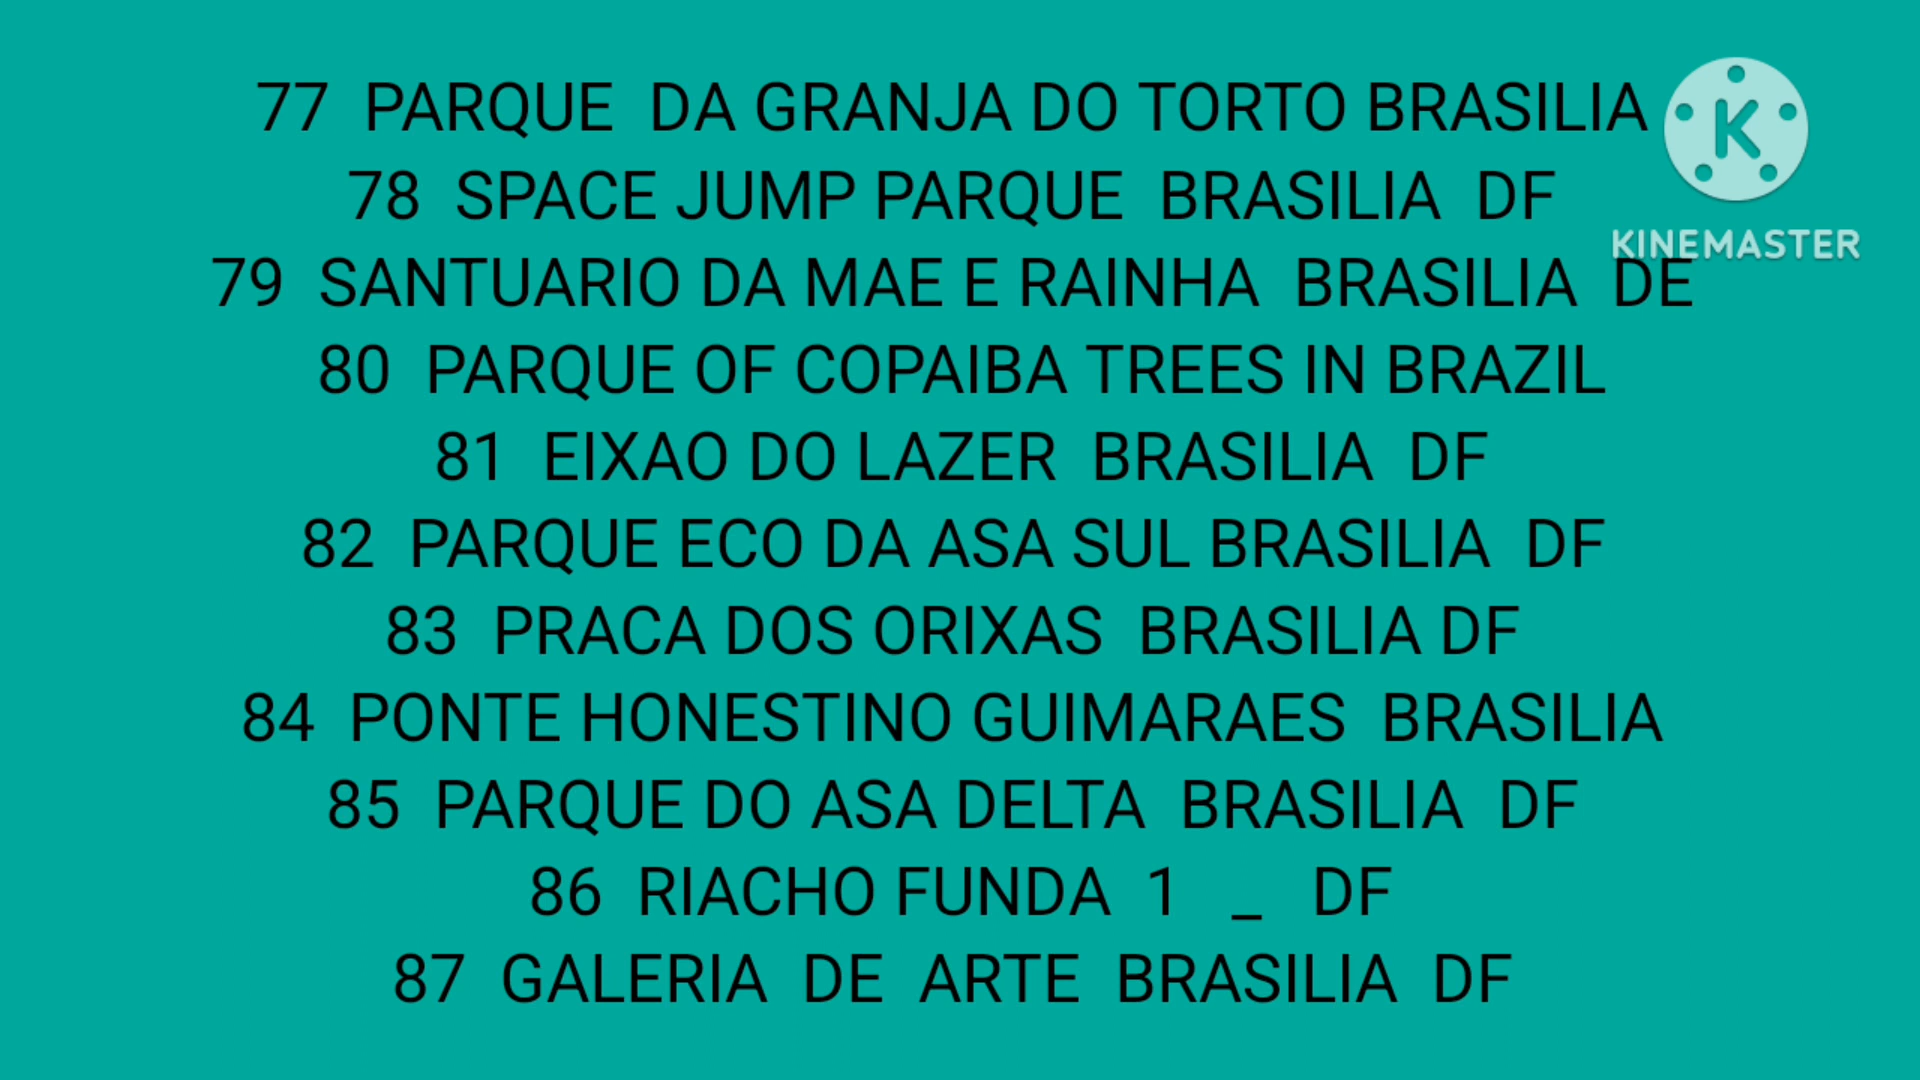 77 PARQUE DA GRANJA DO TORTO BRASILIA
78 SPACE JUMP PARQUE BRASILIA DF
K
KINEMASTER
79 SANTUARIO DA MAE E RAINHA BRASILIA DE
80 PARQUE OF COPAIBA TREES IN BRAZIL
81 EIXAO DO LAZER BRASILIA DF
82 PARQUE ECO DA ASA SUL BRASILIA DF
83 PRACA DOS ORIXAS BRASILIA DF
84 PONTE HONESTINO GUIMARAES BRASILIA
85 PARQUE DO ASA DELTA BRASILIA DF
86 RIACHO FUNDA 1 _ DF
87 GALERIA DE ARTE BRASILIA DF